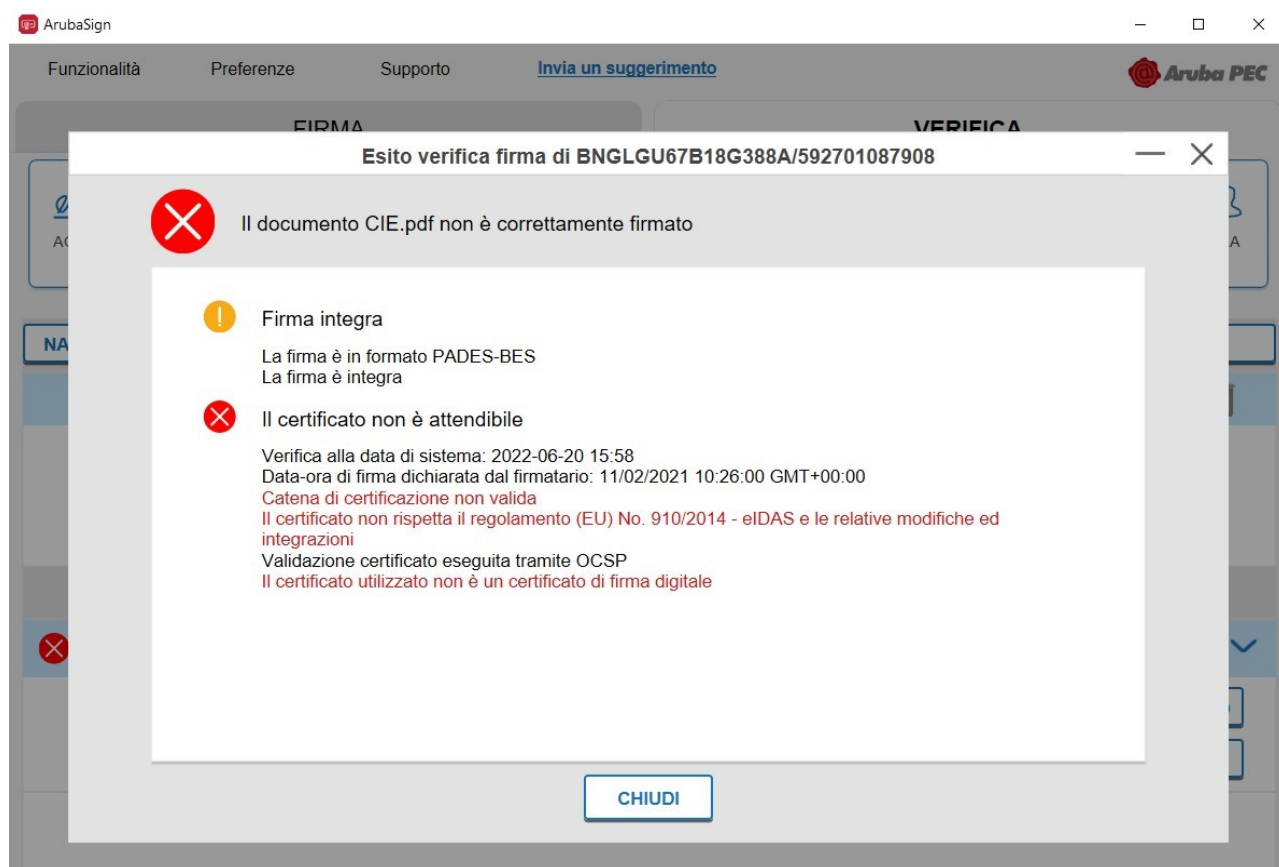 ArubaSign
Funzionalità Preferenze Supporto Invia un suggerimento Aruba PEC
FIRMA VERIFICA
Esito verifica firma di BNGLGU67B18G388A/592701087908
Il documento CIE.pdf non è correttamente firmato
Firma integra
NA
La firma è in formato PADES-BES
La firma è integra
Il certificato non è attendibile
Verifica alla data di sistema: 2022-06-20 15:58
Data-ora di firma dichiarata dal firmatario: 11/02/2021 10:26:00 GMT+00:00
Catena di certificazione non valida
Il certificato non rispetta il regolamento (EU) No. 910/2014 - eIDAS e le relative modifiche ed
integrazioni
Validazione certificato eseguita tramite OCSP
Il certificato utilizzato non è un certificato di firma digitale
CHIUDI